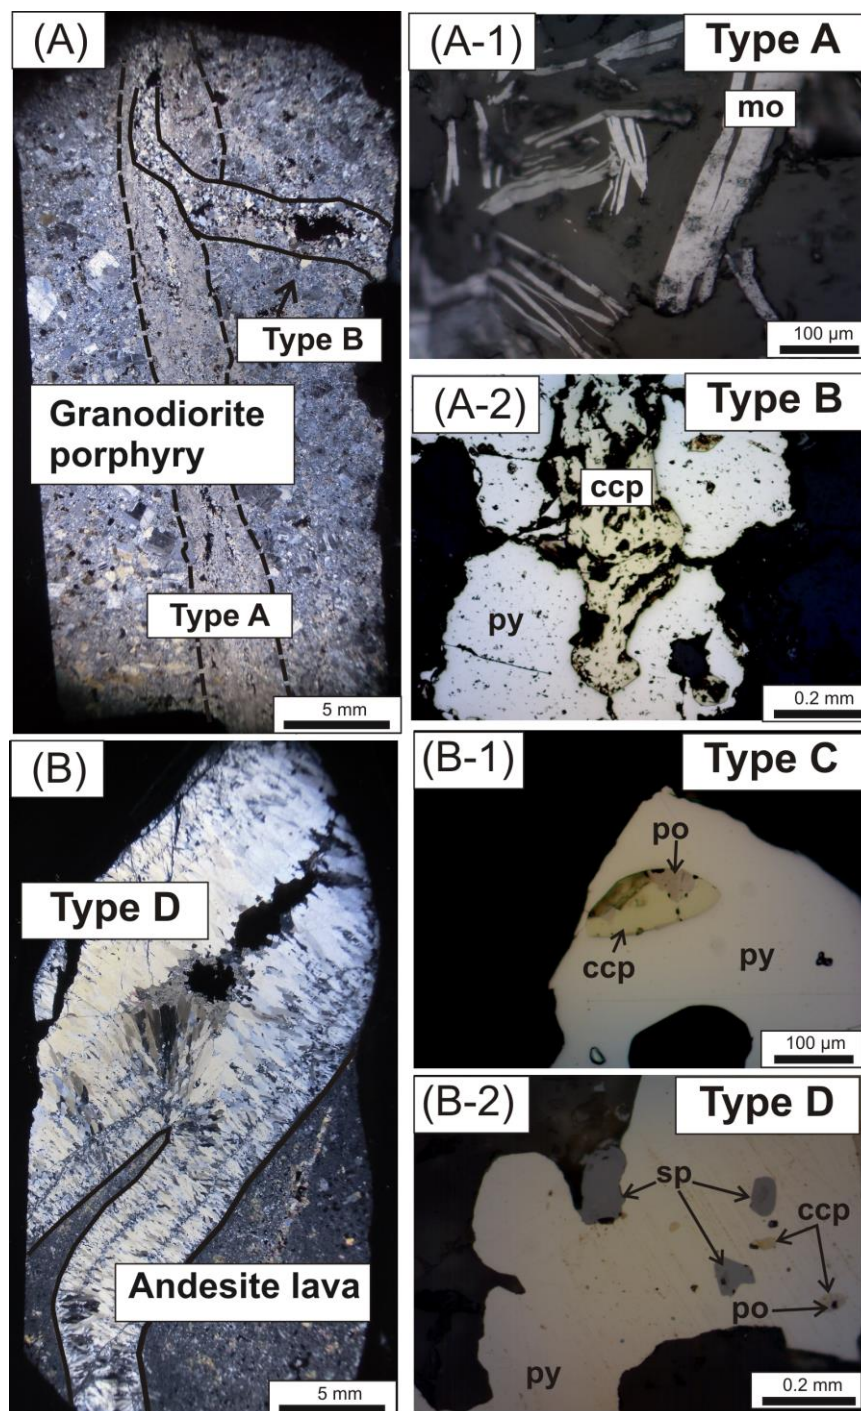 (A)
Type B
Granodiorite
porphyry
Type A
5 mm
(A-1)
Type A
mo
100 µm
(A-2)
Type B
ccp
py
0.2 mm
(B)
Type D
Andesite lava
5 mm
(B-1)
Type C
po
ccp
py
100 µm
(B-2)
Type D
sp
ccp
po
py
0.2 mm